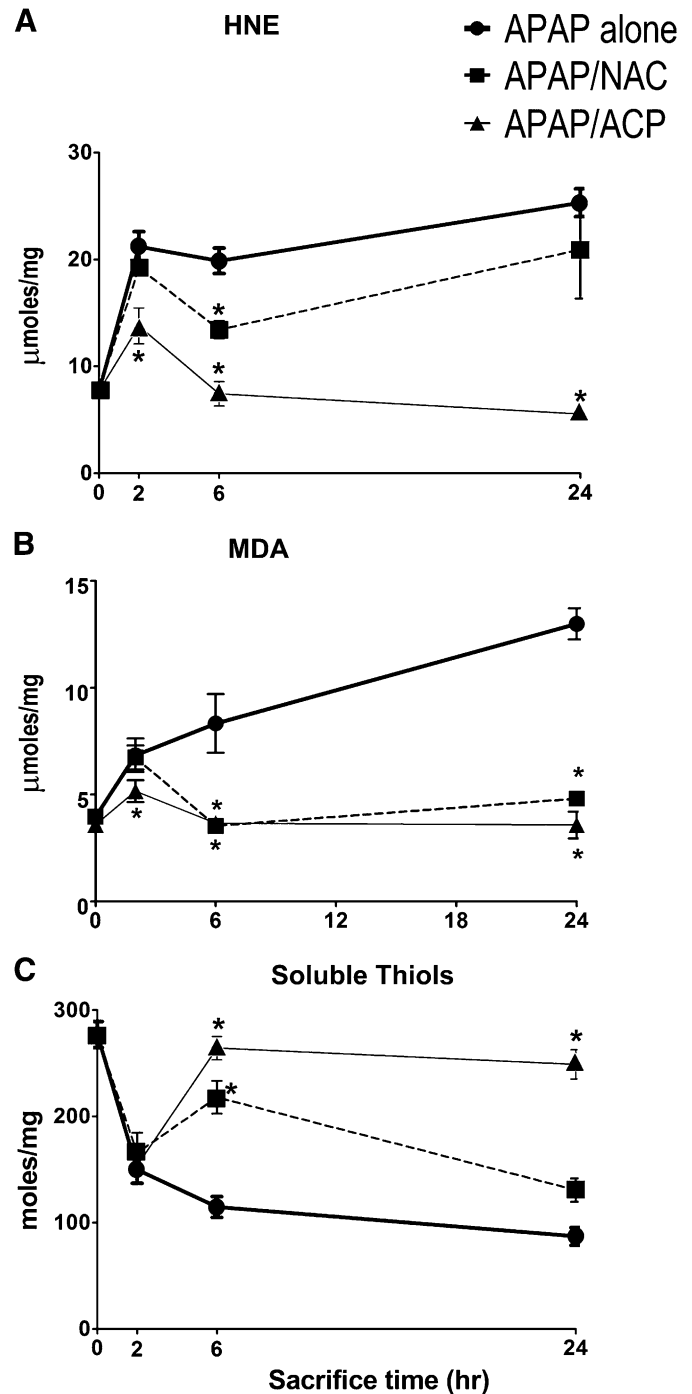 A
HNE
APAP alone
APAP/NAC
APAP/ACP
30
20
10
0
μmoles/mg
*
*
*
*
0 2 6 24
B
MDA
15
10
5
0
μmoles/mg
*
*
*
*
*
0 6 12 18 24
C
Soluble Thiols
300
200
100
0
moles/mg
*
*
*
0 2 6 24
Sacrifice time (hr)